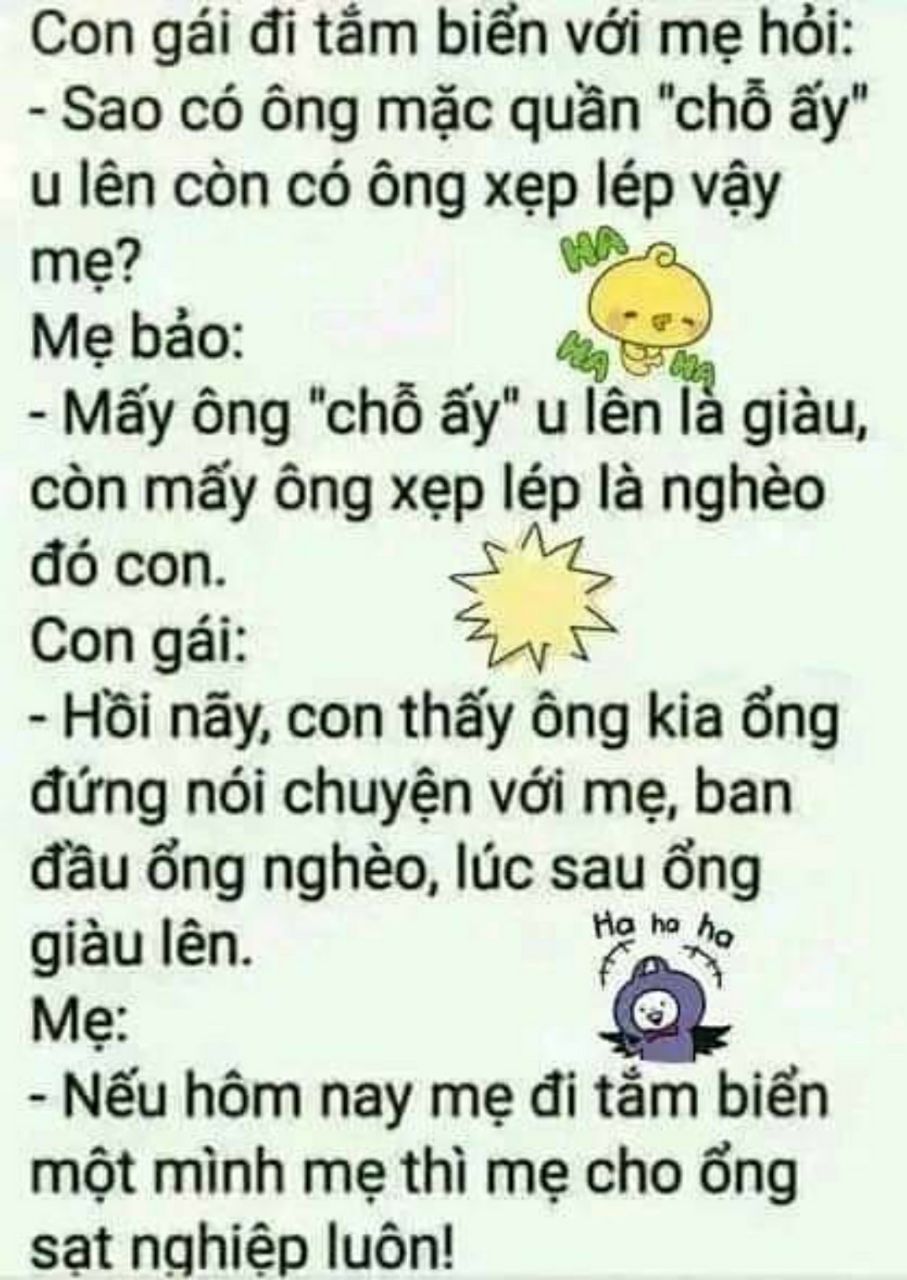 Con gái đi tắm biển với mẹ hỏi:
- Sao có ông mặc quần "chỗ ấy"
u lên còn có ông xẹp lép vậy
mẹ?
HA
Mẹ bảo:
HA HA
- Mấy ông "chỗ ấy" u lên là giàu,
còn mấy ông xẹp lép là nghèo
đó con.
Con gái:
- Hồi nãy, con thấy ông kia ổng
đứng nói chuyện với mẹ, ban
đầu ổng nghèo, lúc sau ổng
giàu lên.
Ha ha ha
Mẹ:
- Nếu hôm nay mẹ đi tắm biển
một mình mẹ thì mẹ cho ổng
sạt nghiệp luôn!